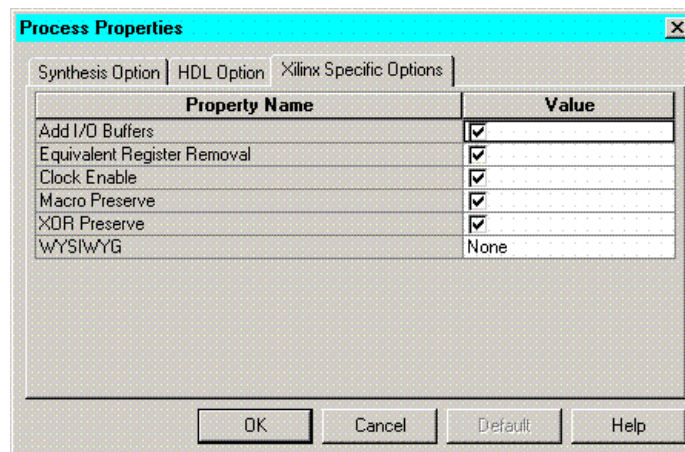 Process Properties
Synthesis Option HDL Option Xilinx Specific Options
Property Name Value
Add I/O Buffers
Equivalent Register Removal
Clock Enable
Macro Preserve
XOR Preserve
WYSIWYG None
OK Cancel Default Help